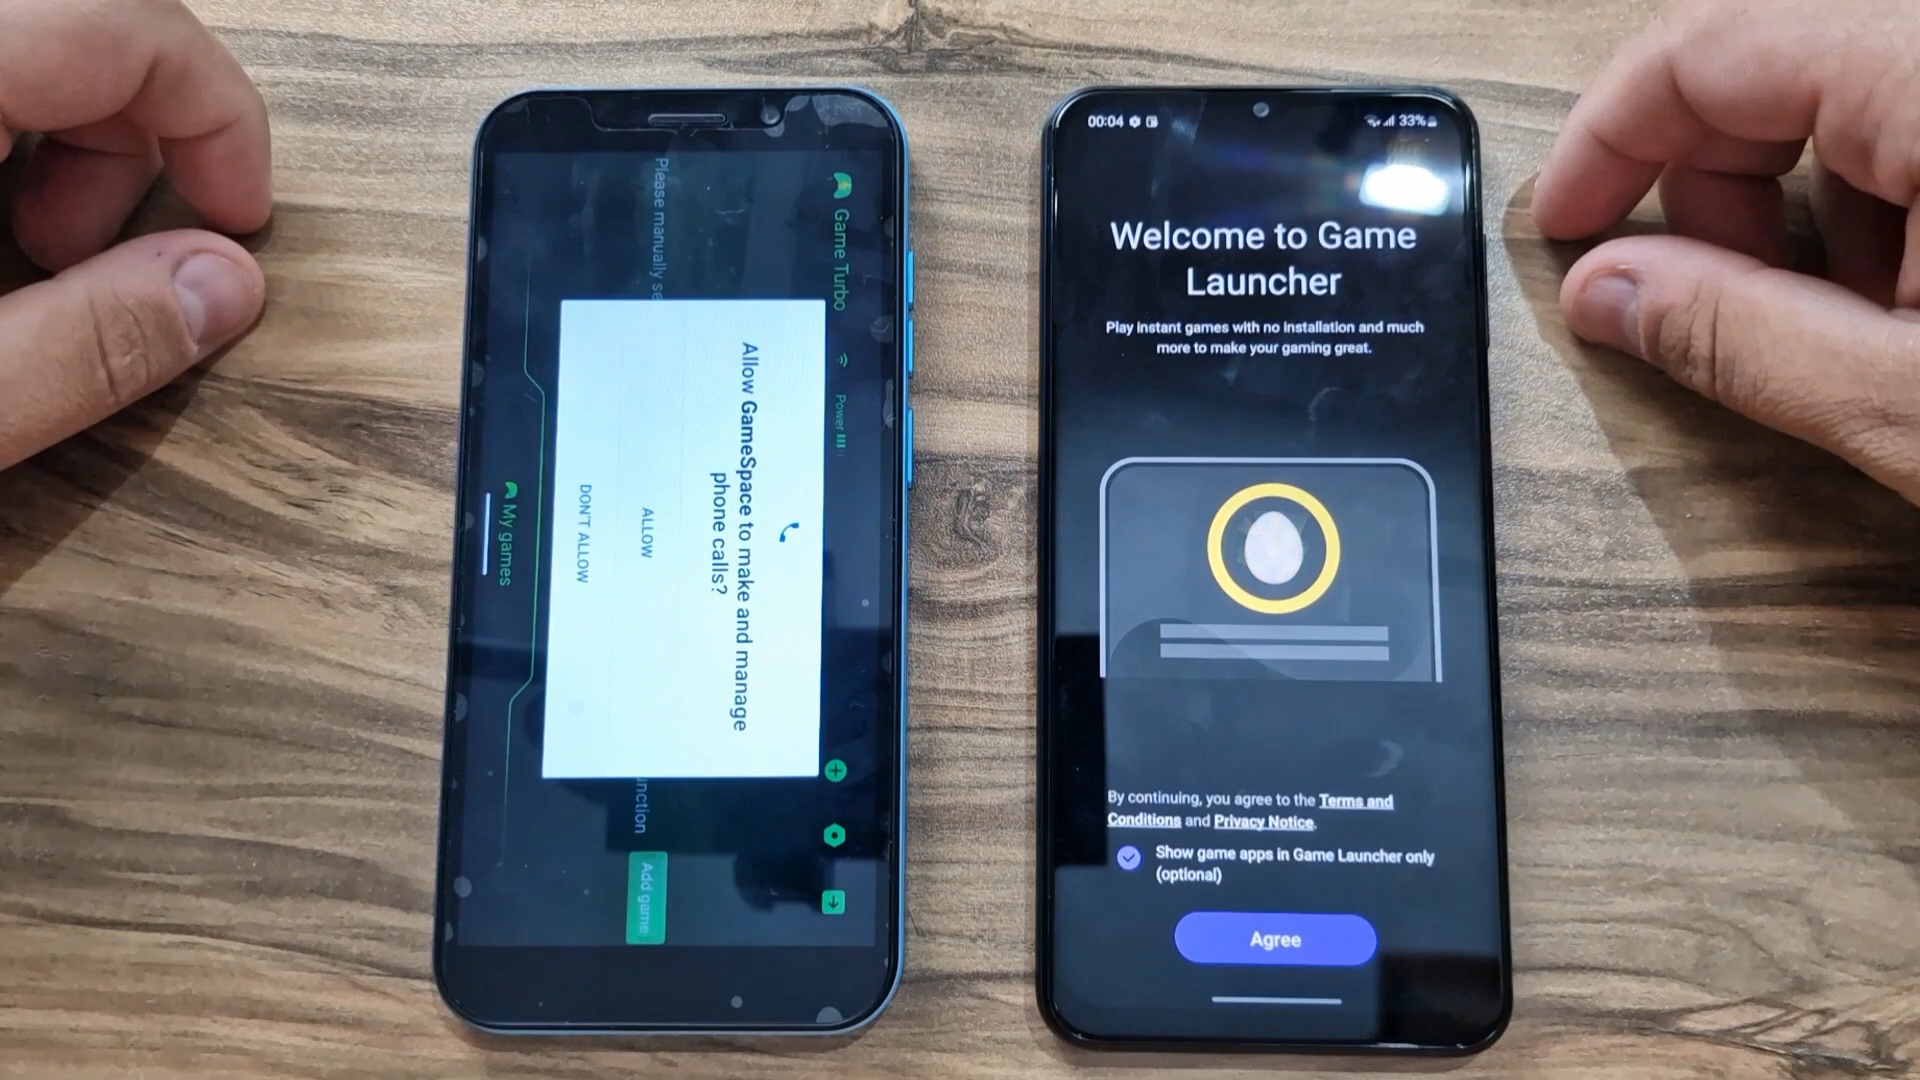 Game Turbo
Power
Please manually se
nction
Add game
Allow GameSpace to make and manage
phone calls?
ALLOW
DON'T ALLOW
My games
00:04
33%
Welcome to Game
Launcher
Play instant games with no installation and much
more to make your gaming great.
By continuing, you agree to the Terms and
Conditions and Privacy Notice.
Show game apps in Game Launcher only
(optional)
Agree